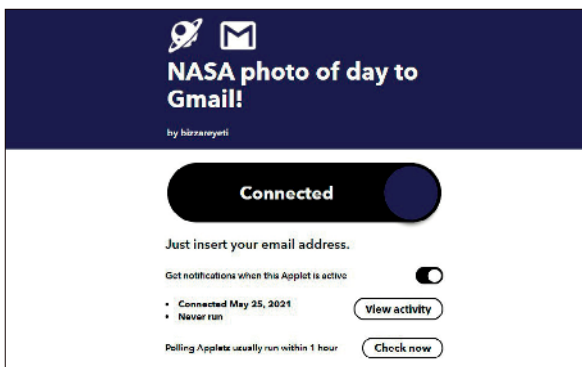 NASA photo of day to
Gmail!
by bizzareyeti
Connected
Just insert your email address.
Get notifications when this Applet is active
• Connected May 25, 2021
• Never run
View activity
Polling Applets usually run within 1 hour
Check now